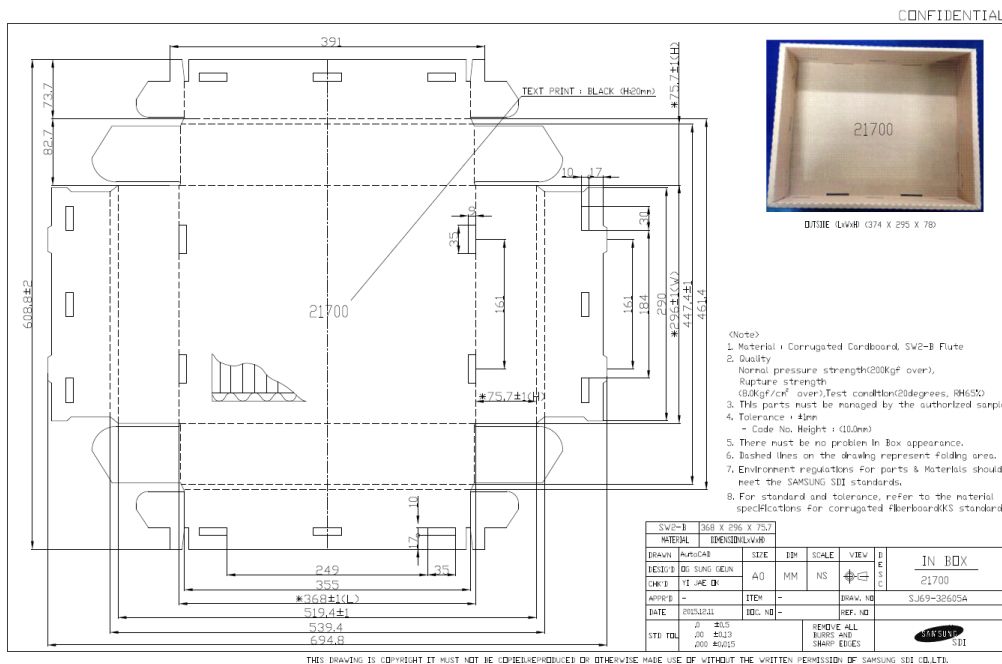 CONFIDENTIAL
391
73.7
82.7
608.8±2
TEXT PRINT : BLACK (H:20mm)
*75.7±1(H)
21700
OUTSIDE (LxWxH) (374 X 295 X 78)
10
17
30
35
161
161
184
290
*296±1(W)
447.4±1
461.4
21700
*75.7±1(H)
10
17
249
35
355
*368±1(L)
519.4±1
539.4
694.8
<Note>
1. Material : Corrugated Cardboard, SW2-B Flute
2. Quality
Normal pressure strength(200Kgf over),
Rupture strength
(8.0Kgf/cm² over),Test condition(20degrees, RH65%)
3. This parts must be managed by the authorized sample
4. Tolerance : ±1mm
- Code No. Height : (10.0mm)
5. There must be no problem in Box appearance.
6. Dashed lines on the drawing represent folding area.
7. Environment regulations for parts & Materials should
meet the SAMSUNG SDI standards.
8. For standard and tolerance, refer to the material
specifications for corrugated fiberboard(KS standard
SW2-B 368 X 296 X 75.7
MATERIAL DIMENSION(LxWxH)
DRAWN AutoCAD SIZE DIM SCALE VIEW DESC IN BOX
DESIG'D OG SUNG GEUN A0 MM NS 21700
CHK'D YI JAE OK
APPR'D - ITEM - DRAW. NO SJ69-32605A
DATE 2015.12.11 DOC. NO - REF. NO
STD TOL .0 ±0.5 REMOVE ALL
.00 ±0.13 BURRS AND
.000 ±0.015 SHARP EDGES
SAMSUNG SDI
THIS DRAWING IS COPYRIGHT IT MUST NOT BE COPIED,REPRODUCED OR OTHERWISE MADE USE OF WITHOUT THE WRITTEN PERMISSION OF SAMSUNG SDI CO.,LTD.